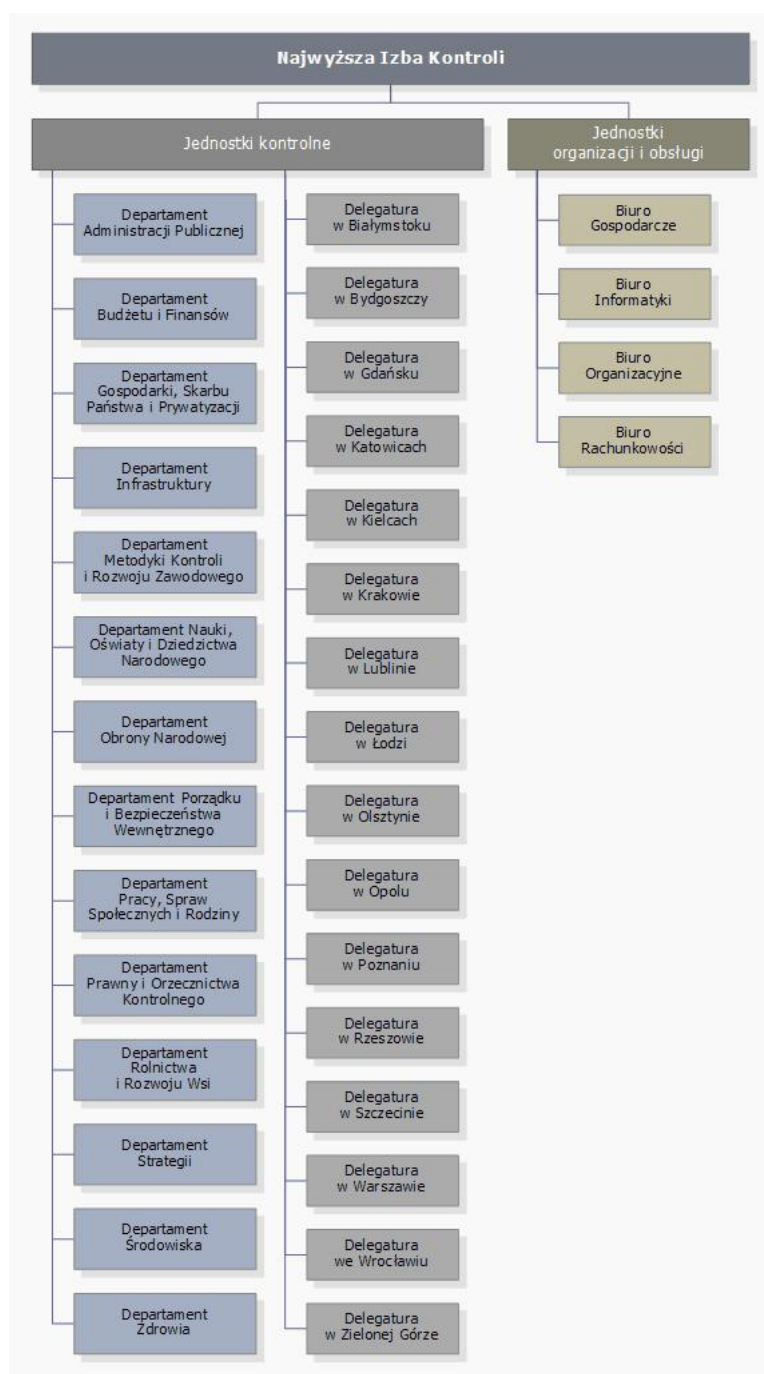 Najwyższa Izba Kontroli
Jednostki kontrolne
Departament
Administracji Publicznej
Departament
Budżetu i Finansów
Departament
Gospodarki, Skarbu
Państwa i Prywatyzacji
Departament
Infrastruktury
Departament
Metodyki Kontroli
i Rozwoju Zawodowego
Departament Nauki,
Oświaty i Dziedzictwa
Narodowego
Departament
Obrony Narodowej
Departament Porządku
i Bezpieczeństwa
Wewnętrznego
Departament
Pracy, Spraw
Społecznych i Rodziny
Departament
Prawny i Orzecznictwa
Kontrolnego
Departament
Rolnictwa
i Rozwoju Wsi
Departament
Strategii
Departament
Środowiska
Departament
Zdrowia
Delegatura
w Białymstoku
Delegatura
w Bydgoszczy
Delegatura
w Gdańsku
Delegatura
w Katowicach
Delegatura
w Kielcach
Delegatura
w Krakowie
Delegatura
w Lublinie
Delegatura
w Łodzi
Delegatura
w Olsztynie
Delegatura
w Opolu
Delegatura
w Poznaniu
Delegatura
w Rzeszowie
Delegatura
w Szczecinie
Delegatura
w Warszawie
Delegatura
we Wrocławiu
Delegatura
w Zielonej Górze
Jednostki
organizacji i obsługi
Biuro
Gospodarcze
Biuro
Informatyki
Biuro
Organizacyjne
Biuro
Rachunkowości